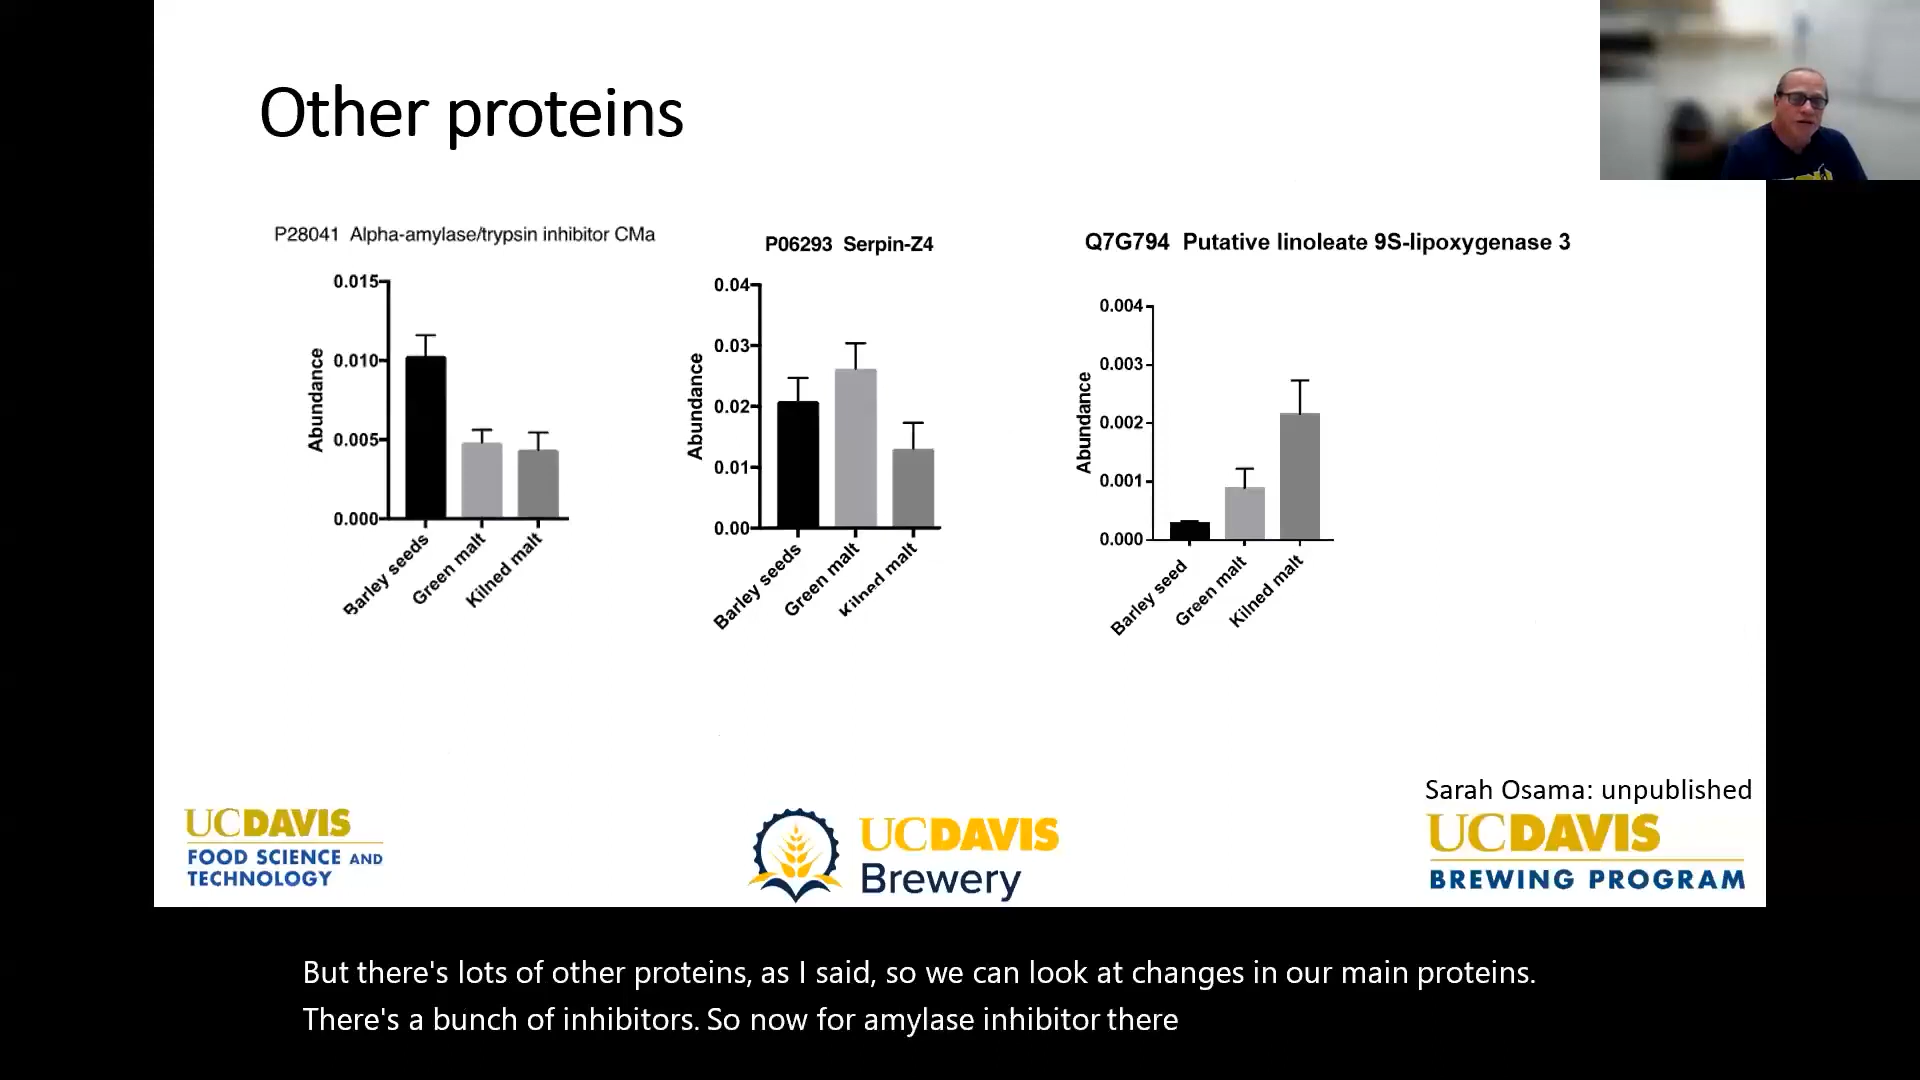 Other proteins
P28041 Alpha-amylase/trypsin inhibitor CMa
0.015
0.010
0.005
0.000
Abundance
Barley seeds
Green malt
Kilned malt
P06293 Serpin-Z4
0.04
0.03
0.02
0.01
0.00
Abundance
Barley seeds
Green malt
Kilned malt
Q7G794 Putative linoleate 9S-lipoxygenase 3
0.004
0.003
0.002
0.001
0.000
Abundance
Barley seed
Green malt
Kilned malt
Sarah Osama: unpublished
UCDAVIS
FOOD SCIENCE AND
TECHNOLOGY
UCDAVIS
Brewery
UCDAVIS
BREWING PROGRAM
But there's lots of other proteins, as I said, so we can look at changes in our main proteins.
There's a bunch of inhibitors. So now for amylase inhibitor there